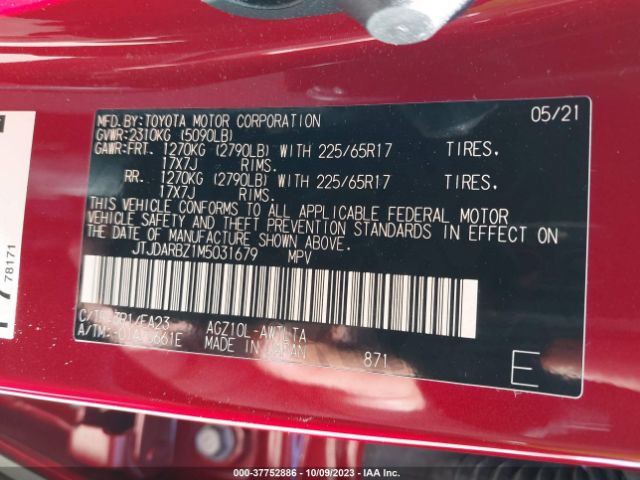 MFD.BY:TOYOTA MOTOR CORPORATION 05/21
GVWR:2310KG (5090LB)
GAWR:FRT. 1270KG (2790LB) WITH 225/65R17 TIRES,
17X7J RIMS.
RR. 1270KG (2790LB) WITH 225/65R17 TIRES,
17X7J RIMS.
THIS VEHICLE CONFORMS TO ALL APPLICABLE FEDERAL MOTOR
VEHICLE SAFETY AND THEFT PREVENTION STANDARDS IN EFFECT ON
THE DATE OF MANUFACTURE SHOWN ABOVE.
JTJDARBZ1M5031679 MPV
AGZ10L-AWTLTA
A/TM:
MADE IN JAPAN 871 E
78171
000-37752886 - 10/09/2023 - IAA Inc.